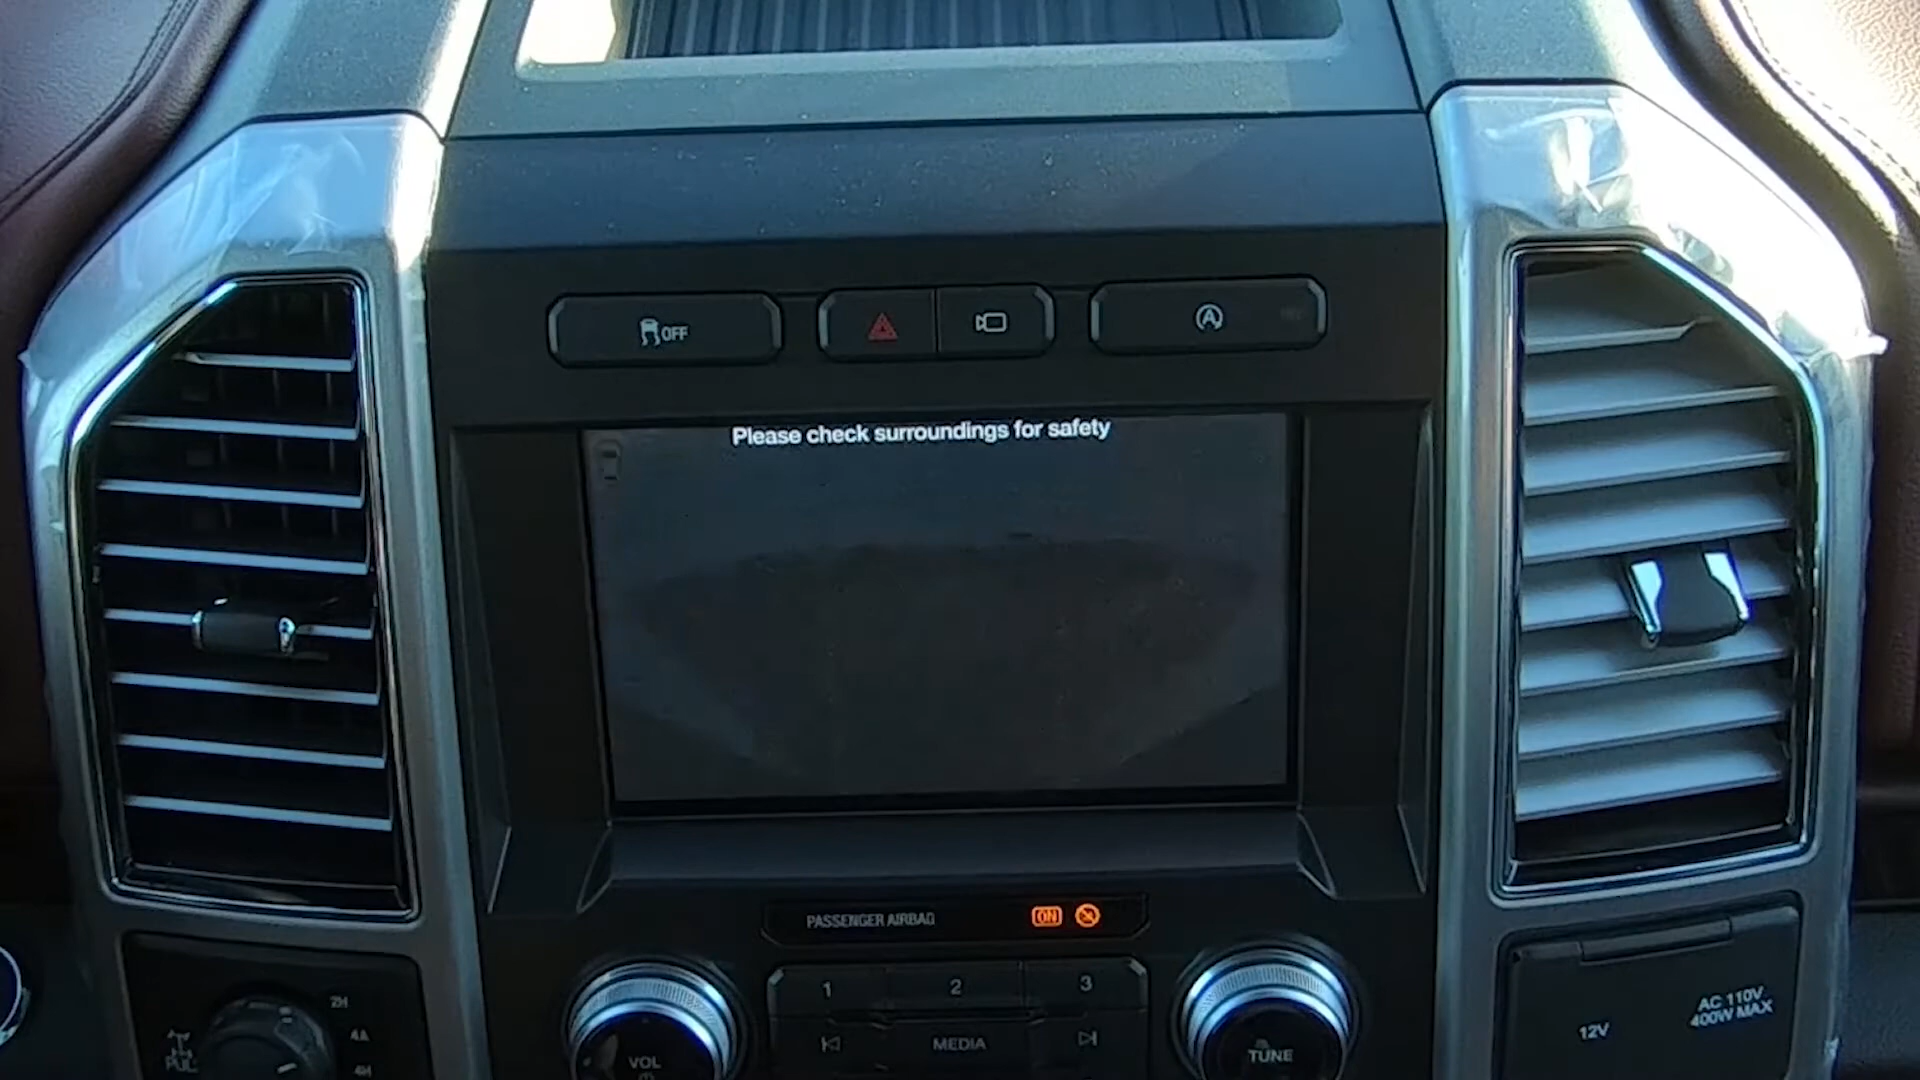 OFF
A
Please check surroundings for safety
PASSENGER AIRBAG
ON
1 2 3
MEDIA
VOL
TUNE
2H
4A
4H
PULL
12V
AC 110V
400W MAX